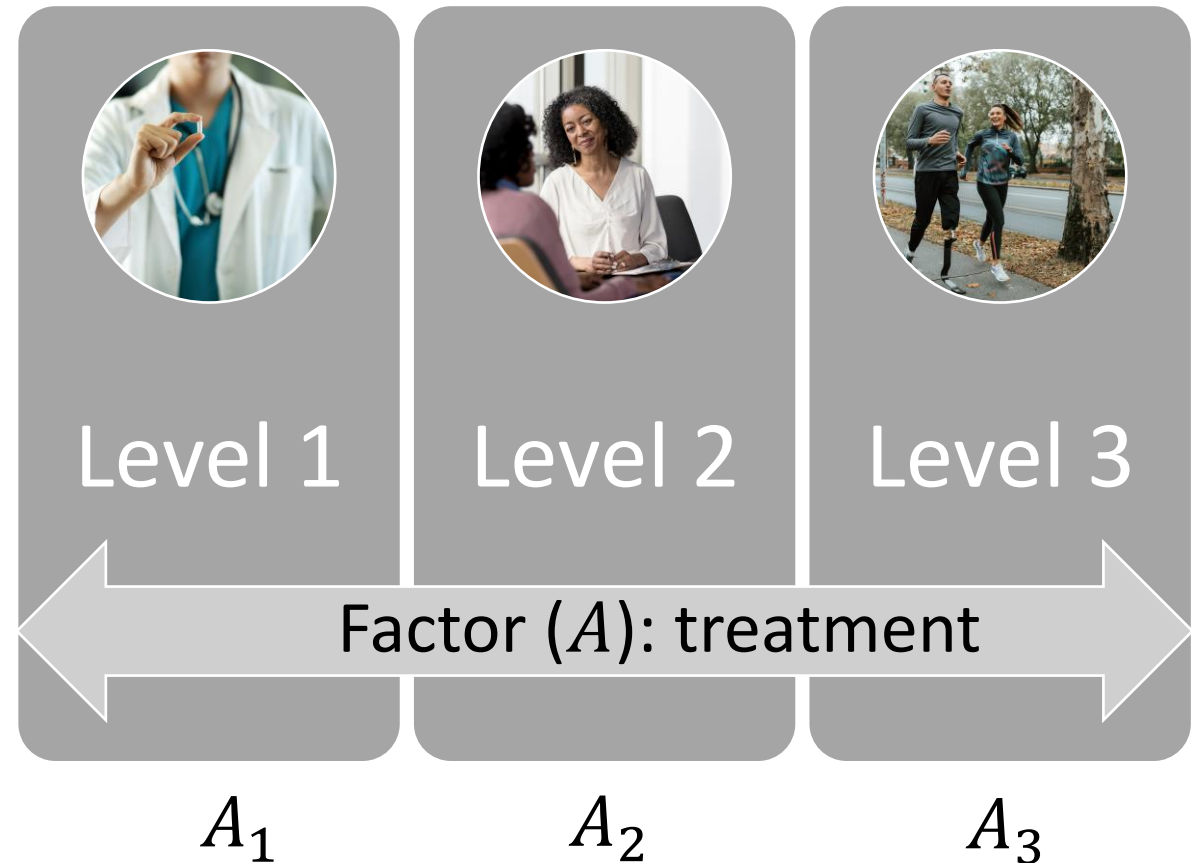 Level 1
Level 2
Level 3
Factor (A): treatment
A₁
A₂
A₃